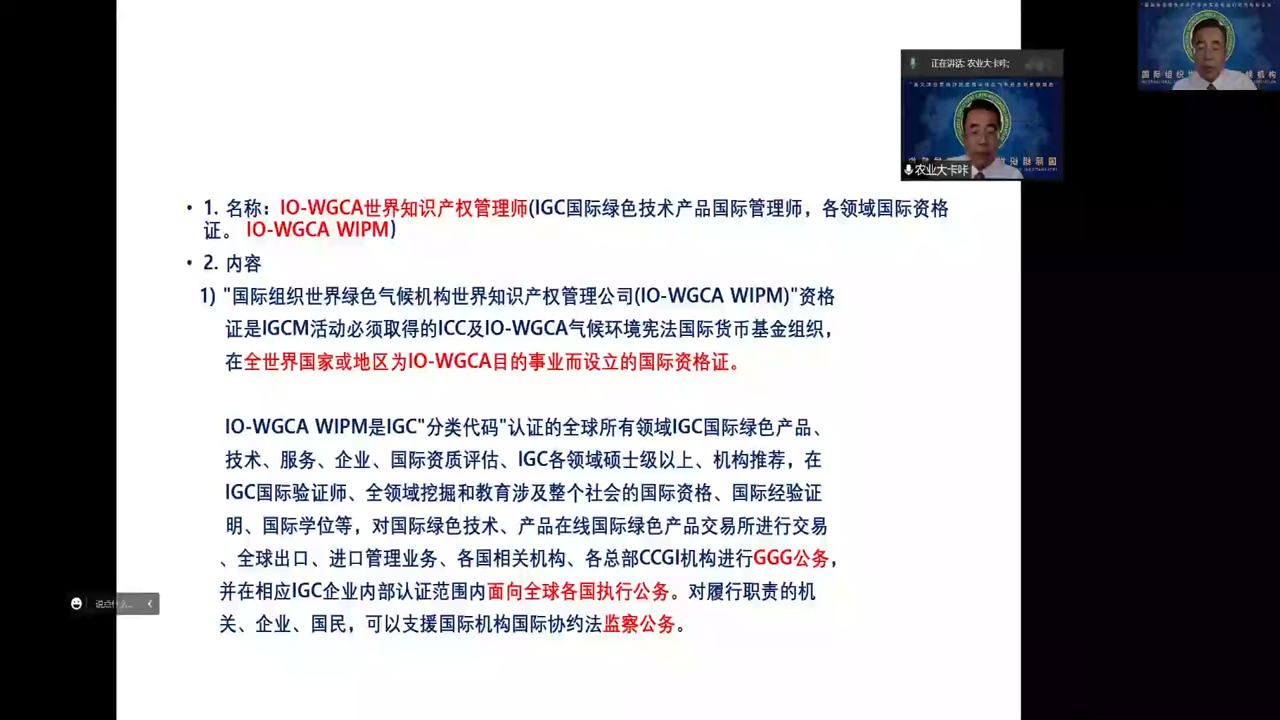 正在讲话: 农业大卡咔;
农业大卡咔
国际组织
候机构
• 1. 名称：IO-WGCA世界知识产权管理师(IGC国际绿色技术产品国际管理师，各领域国际资格
证。 IO-WGCA WIPM)
• 2. 内容
1) "国际组织世界绿色气候机构世界知识产权管理公司(IO-WGCA WIPM)"资格
证是IGCM活动必须取得的ICC及IO-WGCA气候环境宪法国际货币基金组织，
在全世界国家或地区为IO-WGCA目的事业而设立的国际资格证。
IO-WGCA WIPM是IGC"分类代码"认证的全球所有领域IGC国际绿色产品、
技术、服务、企业、国际资质评估、IGC各领域硕士级以上、机构推荐，在
IGC国际验证师、全领域挖掘和教育涉及整个社会的国际资格、国际经验证
明、国际学位等，对国际绿色技术、产品在线国际绿色产品交易所进行交易
、全球出口、进口管理业务、各国相关机构、各总部CCGI机构进行GGG公务，
并在相应IGC企业内部认证范围内面向全球各国执行公务。对履行职责的机
关、企业、国民，可以支援国际机构国际协约法监察公务。
说点什么...